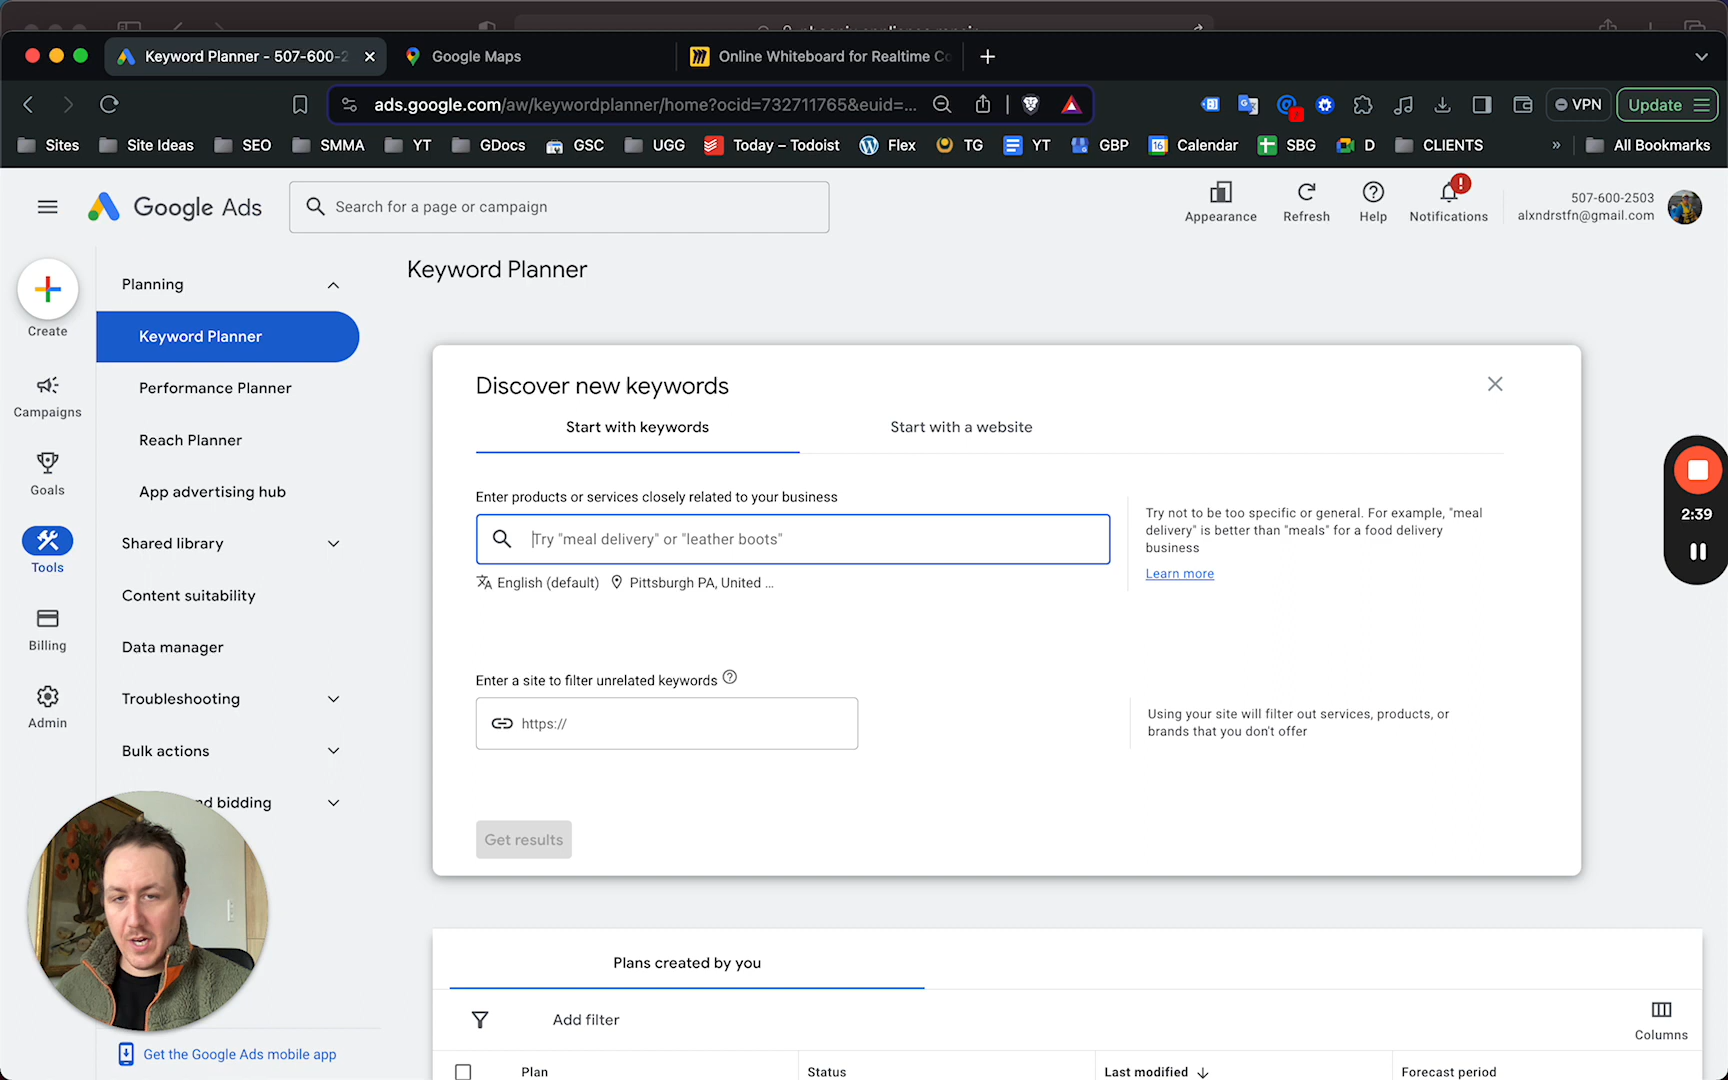 Keyword Planner - 507-600-2
Google Maps
Online Whiteboard for Realtime Co
ads.google.com/aw/keywordplanner/home?ocid=732711765&euid=...
VPN
Update
Sites
Site Ideas
SEO
SMMA
YT
GDocs
GSC
UGG
Today – Todoist
Flex
TG
YT
GBP
16
Calendar
SBG
D
CLIENTS
»
All Bookmarks
Google Ads
Search for a page or campaign
Appearance
Refresh
Help
Notifications
507-600-2503
alxndrstfn@gmail.com
Create
Campaigns
Goals
Tools
Billing
Admin
Planning
Keyword Planner
Performance Planner
Reach Planner
App advertising hub
Shared library
Content suitability
Data manager
Troubleshooting
Bulk actions
nd bidding
Get the Google Ads mobile app
Keyword Planner
Discover new keywords
Start with keywords
Start with a website
Enter products or services closely related to your business
Try "meal delivery" or "leather boots"
English (default)
Pittsburgh PA, United ...
Try not to be too specific or general. For example, "meal
delivery" is better than "meals" for a food delivery
business
Learn more
Enter a site to filter unrelated keywords
https://
Using your site will filter out services, products, or
brands that you don't offer
Get results
Plans created by you
Add filter
Columns
Plan
Status
Last modified
Forecast period
2:39